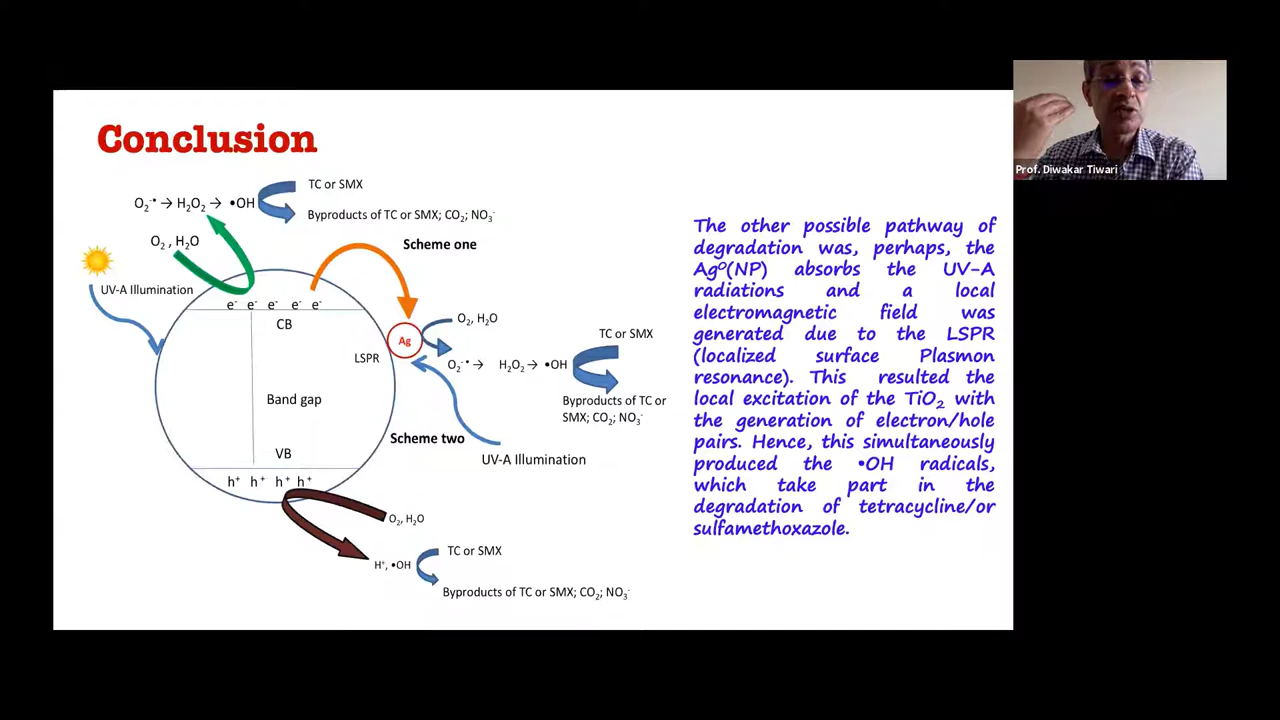 Conclusion
O₂⁻• → H₂O₂ → •OH
TC or SMX
Byproducts of TC or SMX; CO₂; NO₃⁻
O₂ , H₂O
Scheme one
UV-A Illumination
e⁻ e⁻ e⁻ e⁻ e⁻
CB
Ag
O₂, H₂O
LSPR
O₂⁻• → H₂O₂ → •OH
TC or SMX
Byproducts of TC or
SMX; CO₂; NO₃⁻
Band gap
Scheme two
VB
UV-A Illumination
h⁺ h⁺ h⁺ h⁺
O₂, H₂O
H⁺, •OH
TC or SMX
Byproducts of TC or SMX; CO₂; NO₃⁻
The other possible pathway of
degradation was, perhaps, the
Ag⁰(NP) absorbs the UV-A
radiations and a local
electromagnetic field was
generated due to the LSPR
(localized surface Plasmon
resonance). This resulted the
local excitation of the TiO₂ with
the generation of electron/hole
pairs. Hence, this simultaneously
produced the •OH radicals,
which take part in the
degradation of tetracycline/or
sulfamethoxazole.
Prof. Diwakar Tiwari